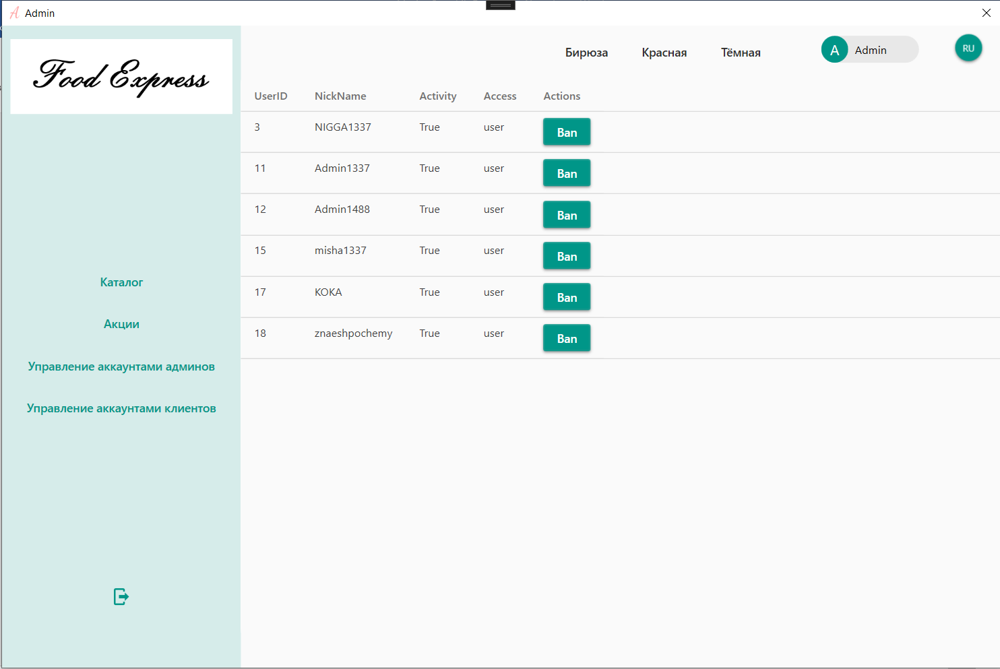 Admin
Food Express
Бирюза Красная Тёмная A Admin RU
UserID NickName Activity Access Actions
3 NIGGA1337 True user Ban
11 Admin1337 True user Ban
12 Admin1488 True user Ban
15 misha1337 True user Ban
17 КОКА True user Ban
18 znaeshpochemy True user Ban
Каталог
Акции
Управление аккаунтами админов
Управление аккаунтами клиентов